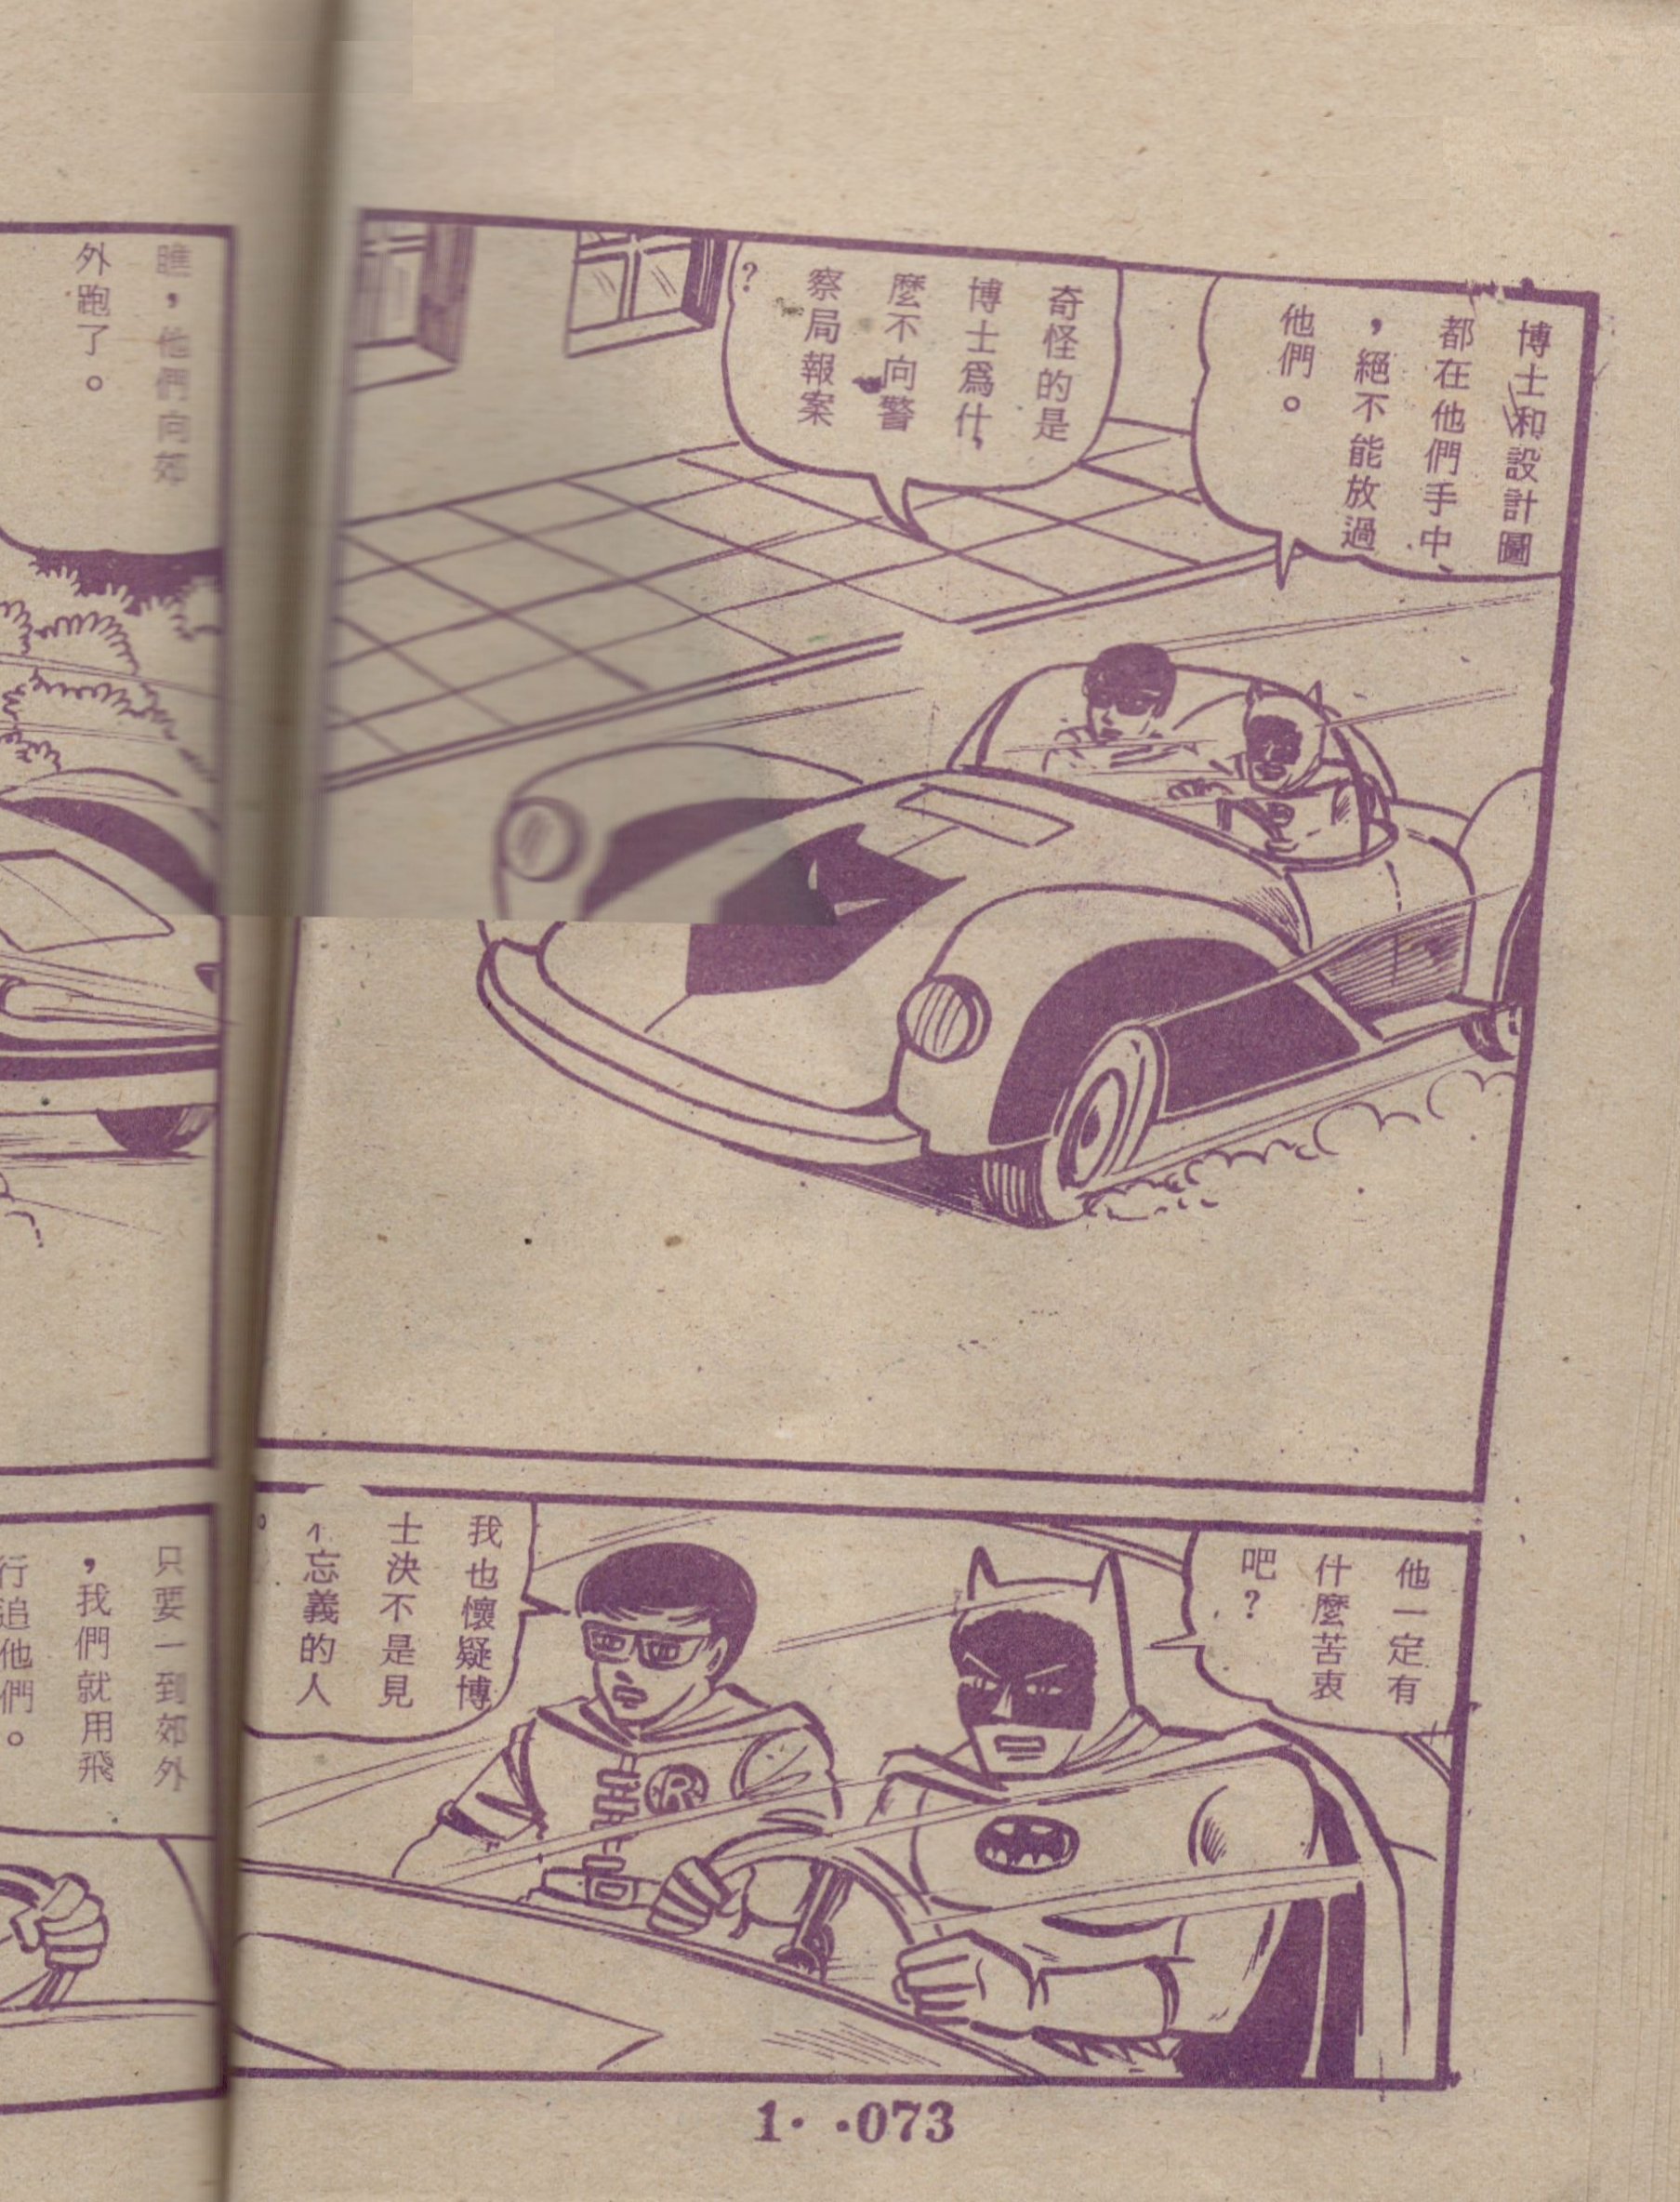 博士和設計圖
都在他們手中、
，絕不能放過
他們。
奇怪的是
博士爲什
麼不向警
察局報案
？
他一定有
什麼苦衷
吧？
我也懷疑博
士決不是見
忘義的人
。
1· ·073
瞧，他們向郊
外跑了。
只要一到郊外
，我們就用飛
行追他們。